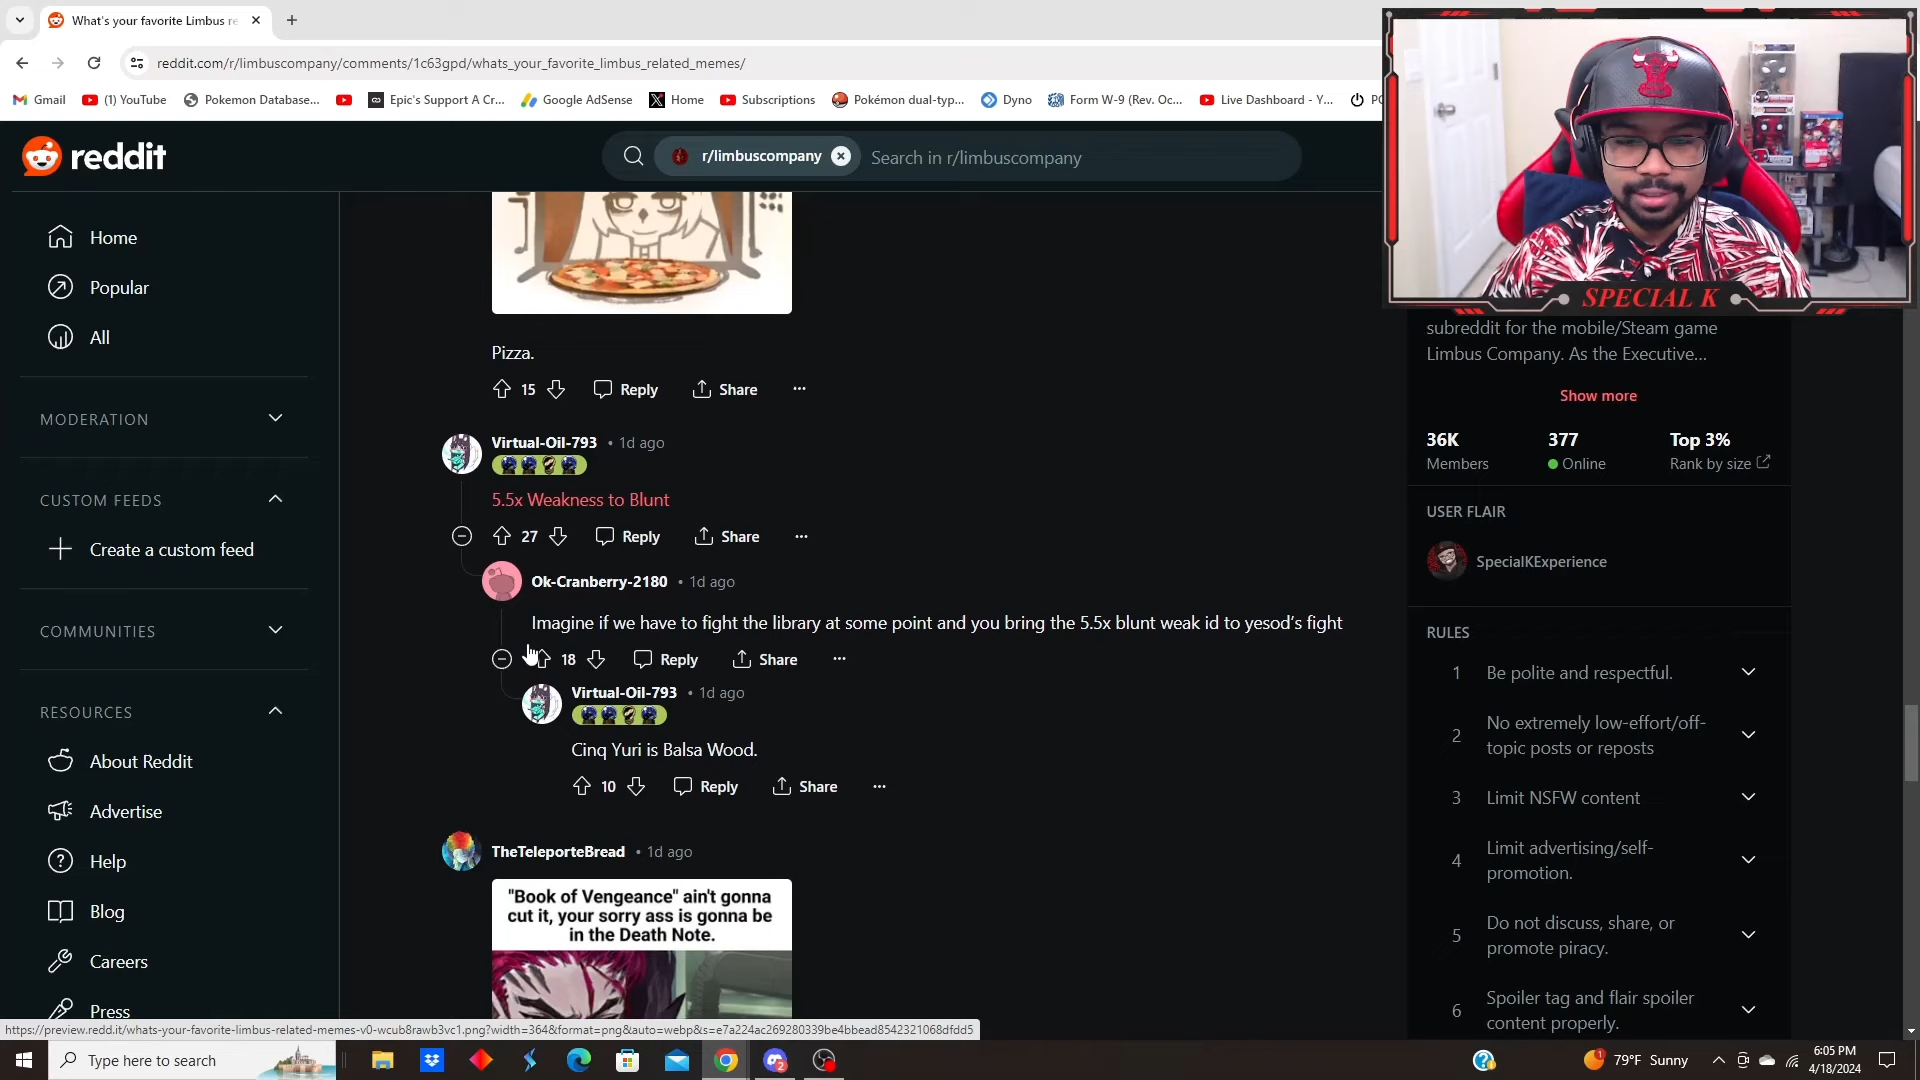 What's your favorite Limbus re
reddit.com/r/limbuscompany/comments/1c63gpd/whats_your_favorite_limbus_related_memes/
Gmail
(1) YouTube
Pokemon Database...
Epic's Support A Cr...
Google AdSense
Home
Subscriptions
Pokémon dual-typ...
Dyno
Form W-9 (Rev. Oc...
Live Dashboard - Y...
PC
reddit
r/limbuscompany
Search in r/limbuscompany
SPECIAL K
Home
Popular
All
MODERATION
CUSTOM FEEDS
Create a custom feed
COMMUNITIES
RESOURCES
About Reddit
Advertise
Help
Blog
Careers
Press
Pizza.
15
Reply
Share
Virtual-Oil-793 • 1d ago
5.5x Weakness to Blunt
27
Reply
Share
Ok-Cranberry-2180 • 1d ago
Imagine if we have to fight the library at some point and you bring the 5.5x blunt weak id to yesod's fight
18
Reply
Share
Virtual-Oil-793 • 1d ago
Cinq Yuri is Balsa Wood.
10
Reply
Share
TheTeleporteBread • 1d ago
"Book of Vengeance" ain't gonna
cut it, your sorry ass is gonna be
in the Death Note.
subreddit for the mobile/Steam game
Limbus Company. As the Executive...
Show more
36K
Members
377
Online
Top 3%
Rank by size
USER FLAIR
SpecialKExperience
RULES
1 Be polite and respectful.
2 No extremely low-effort/off-
topic posts or reposts
3 Limit NSFW content
4 Limit advertising/self-
promotion.
5 Do not discuss, share, or
promote piracy.
6 Spoiler tag and flair spoiler
content properly.
https://preview.redd.it/whats-your-favorite-limbus-related-memes-v0-wcub8rawb3vc1.png?width=364&format=png&auto=webp&s=e7a224ac269280339be4bbead8542321068dfdd5
Type here to search
2
1
79°F Sunny
6:05 PM
4/18/2024